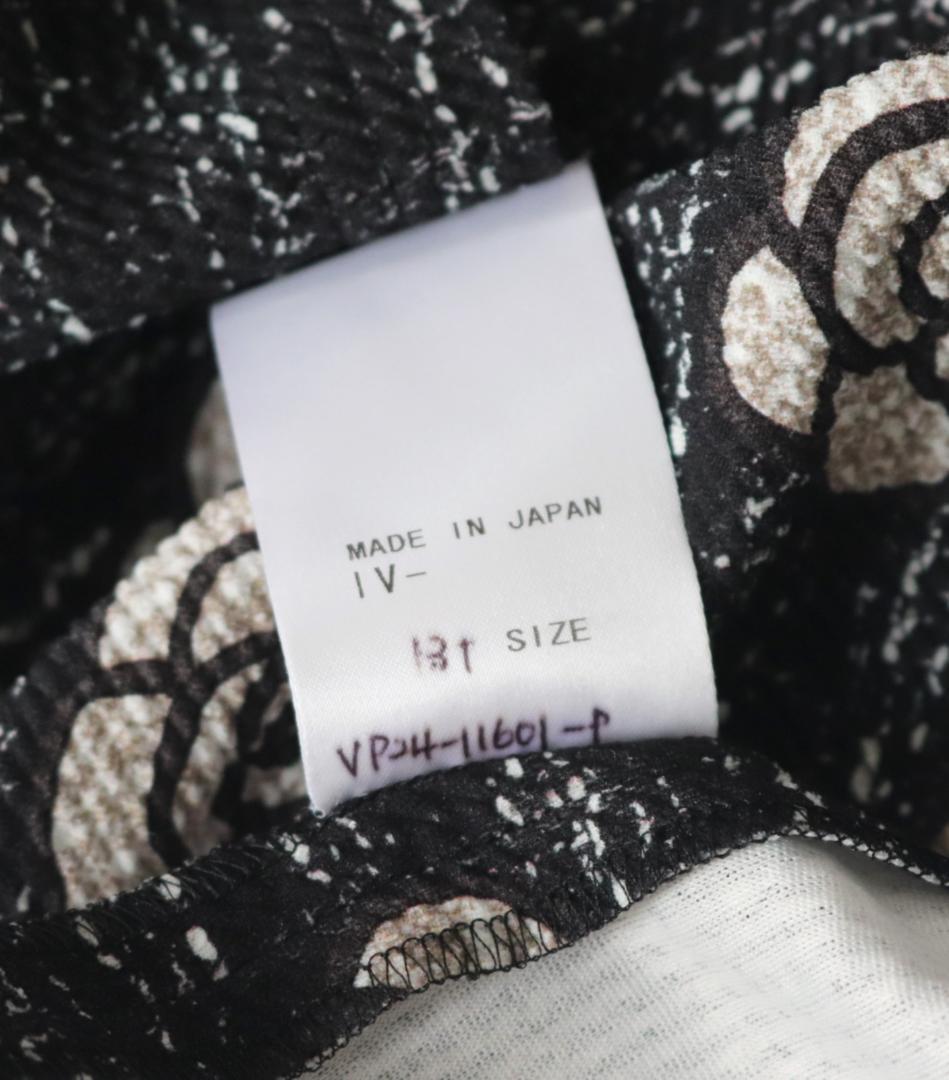 MADE IN JAPAN
IV-
13↑ SIZE
VP24-11601-P